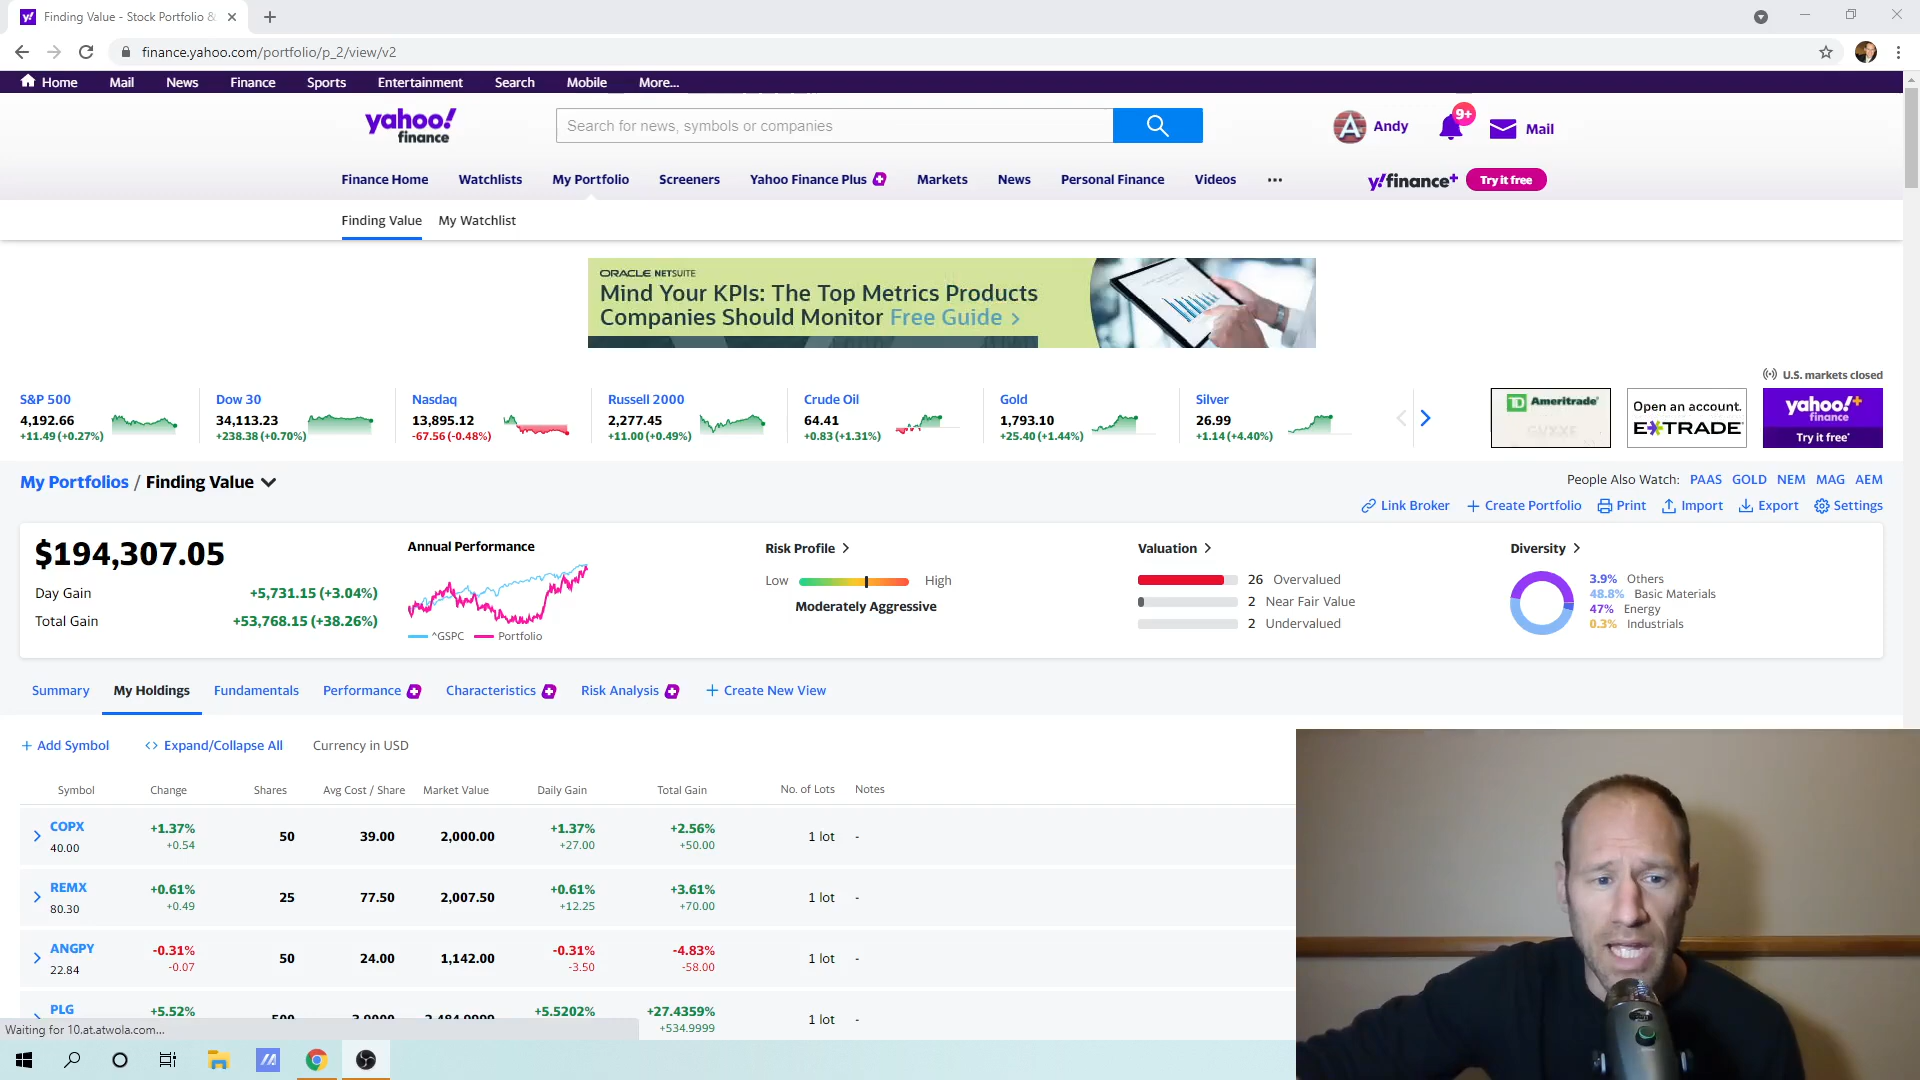 Finding Value - Stock Portfolio &
finance.yahoo.com/portfolio/p_2/view/v2
Home Mail News Finance Sports Entertainment Search Mobile More...
yahoo! finance
Search for news, symbols or companies
Andy 9+ Mail
Finance Home Watchlists My Portfolio Screeners Yahoo Finance Plus Markets News Personal Finance Videos ...
y!finance+ Try it free
Finding Value My Watchlist
ORACLE NETSUITE
Mind Your KPIs: The Top Metrics Products
Companies Should Monitor Free Guide >
U.S. markets closed
S&P 500 Dow 30 Nasdaq Russell 2000 Crude Oil Gold Silver
4,192.66 34,113.23 13,895.12 2,277.45 64.41 1,793.10 26.99
+11.49 (+0.27%) +238.38 (+0.70%) -67.56 (-0.48%) +11.00 (+0.49%) +0.83 (+1.31%) +25.40 (+1.44%) +1.14 (+4.40%)
TD Ameritrade
Open an account.
E*TRADE
yahoo!+ finance
Try it free*
My Portfolios / Finding Value
People Also Watch: PAAS GOLD NEM MAG AEM
Link Broker + Create Portfolio Print Import Export Settings
$194,307.05
Day Gain +5,731.15 (+3.04%)
Total Gain +53,768.15 (+38.26%)
Annual Performance
^GSPC Portfolio
Risk Profile >
Low High
Moderately Aggressive
Valuation >
26 Overvalued
2 Near Fair Value
2 Undervalued
Diversity >
3.9% Others
48.8% Basic Materials
47% Energy
0.3% Industrials
Summary My Holdings Fundamentals Performance Characteristics Risk Analysis + Create New View
+ Add Symbol <> Expand/Collapse All Currency in USD
Symbol Change Shares Avg Cost / Share Market Value Daily Gain Total Gain No. of Lots Notes
COPX +1.37% 50 39.00 2,000.00 +1.37% +2.56% 1 lot -
40.00 +0.54 +27.00 +50.00
REMX +0.61% 25 77.50 2,007.50 +0.61% +3.61% 1 lot -
80.30 +0.49 +12.25 +70.00
ANGPY -0.31% 50 24.00 1,142.00 -0.31% -4.83% 1 lot -
22.84 -0.07 -3.50 -58.00
PLG +5.52% 500 3.9000 2,484.9999 +5.5202% +27.4359% 1 lot -
+534.9999
Waiting for 10.at.atwola.com...